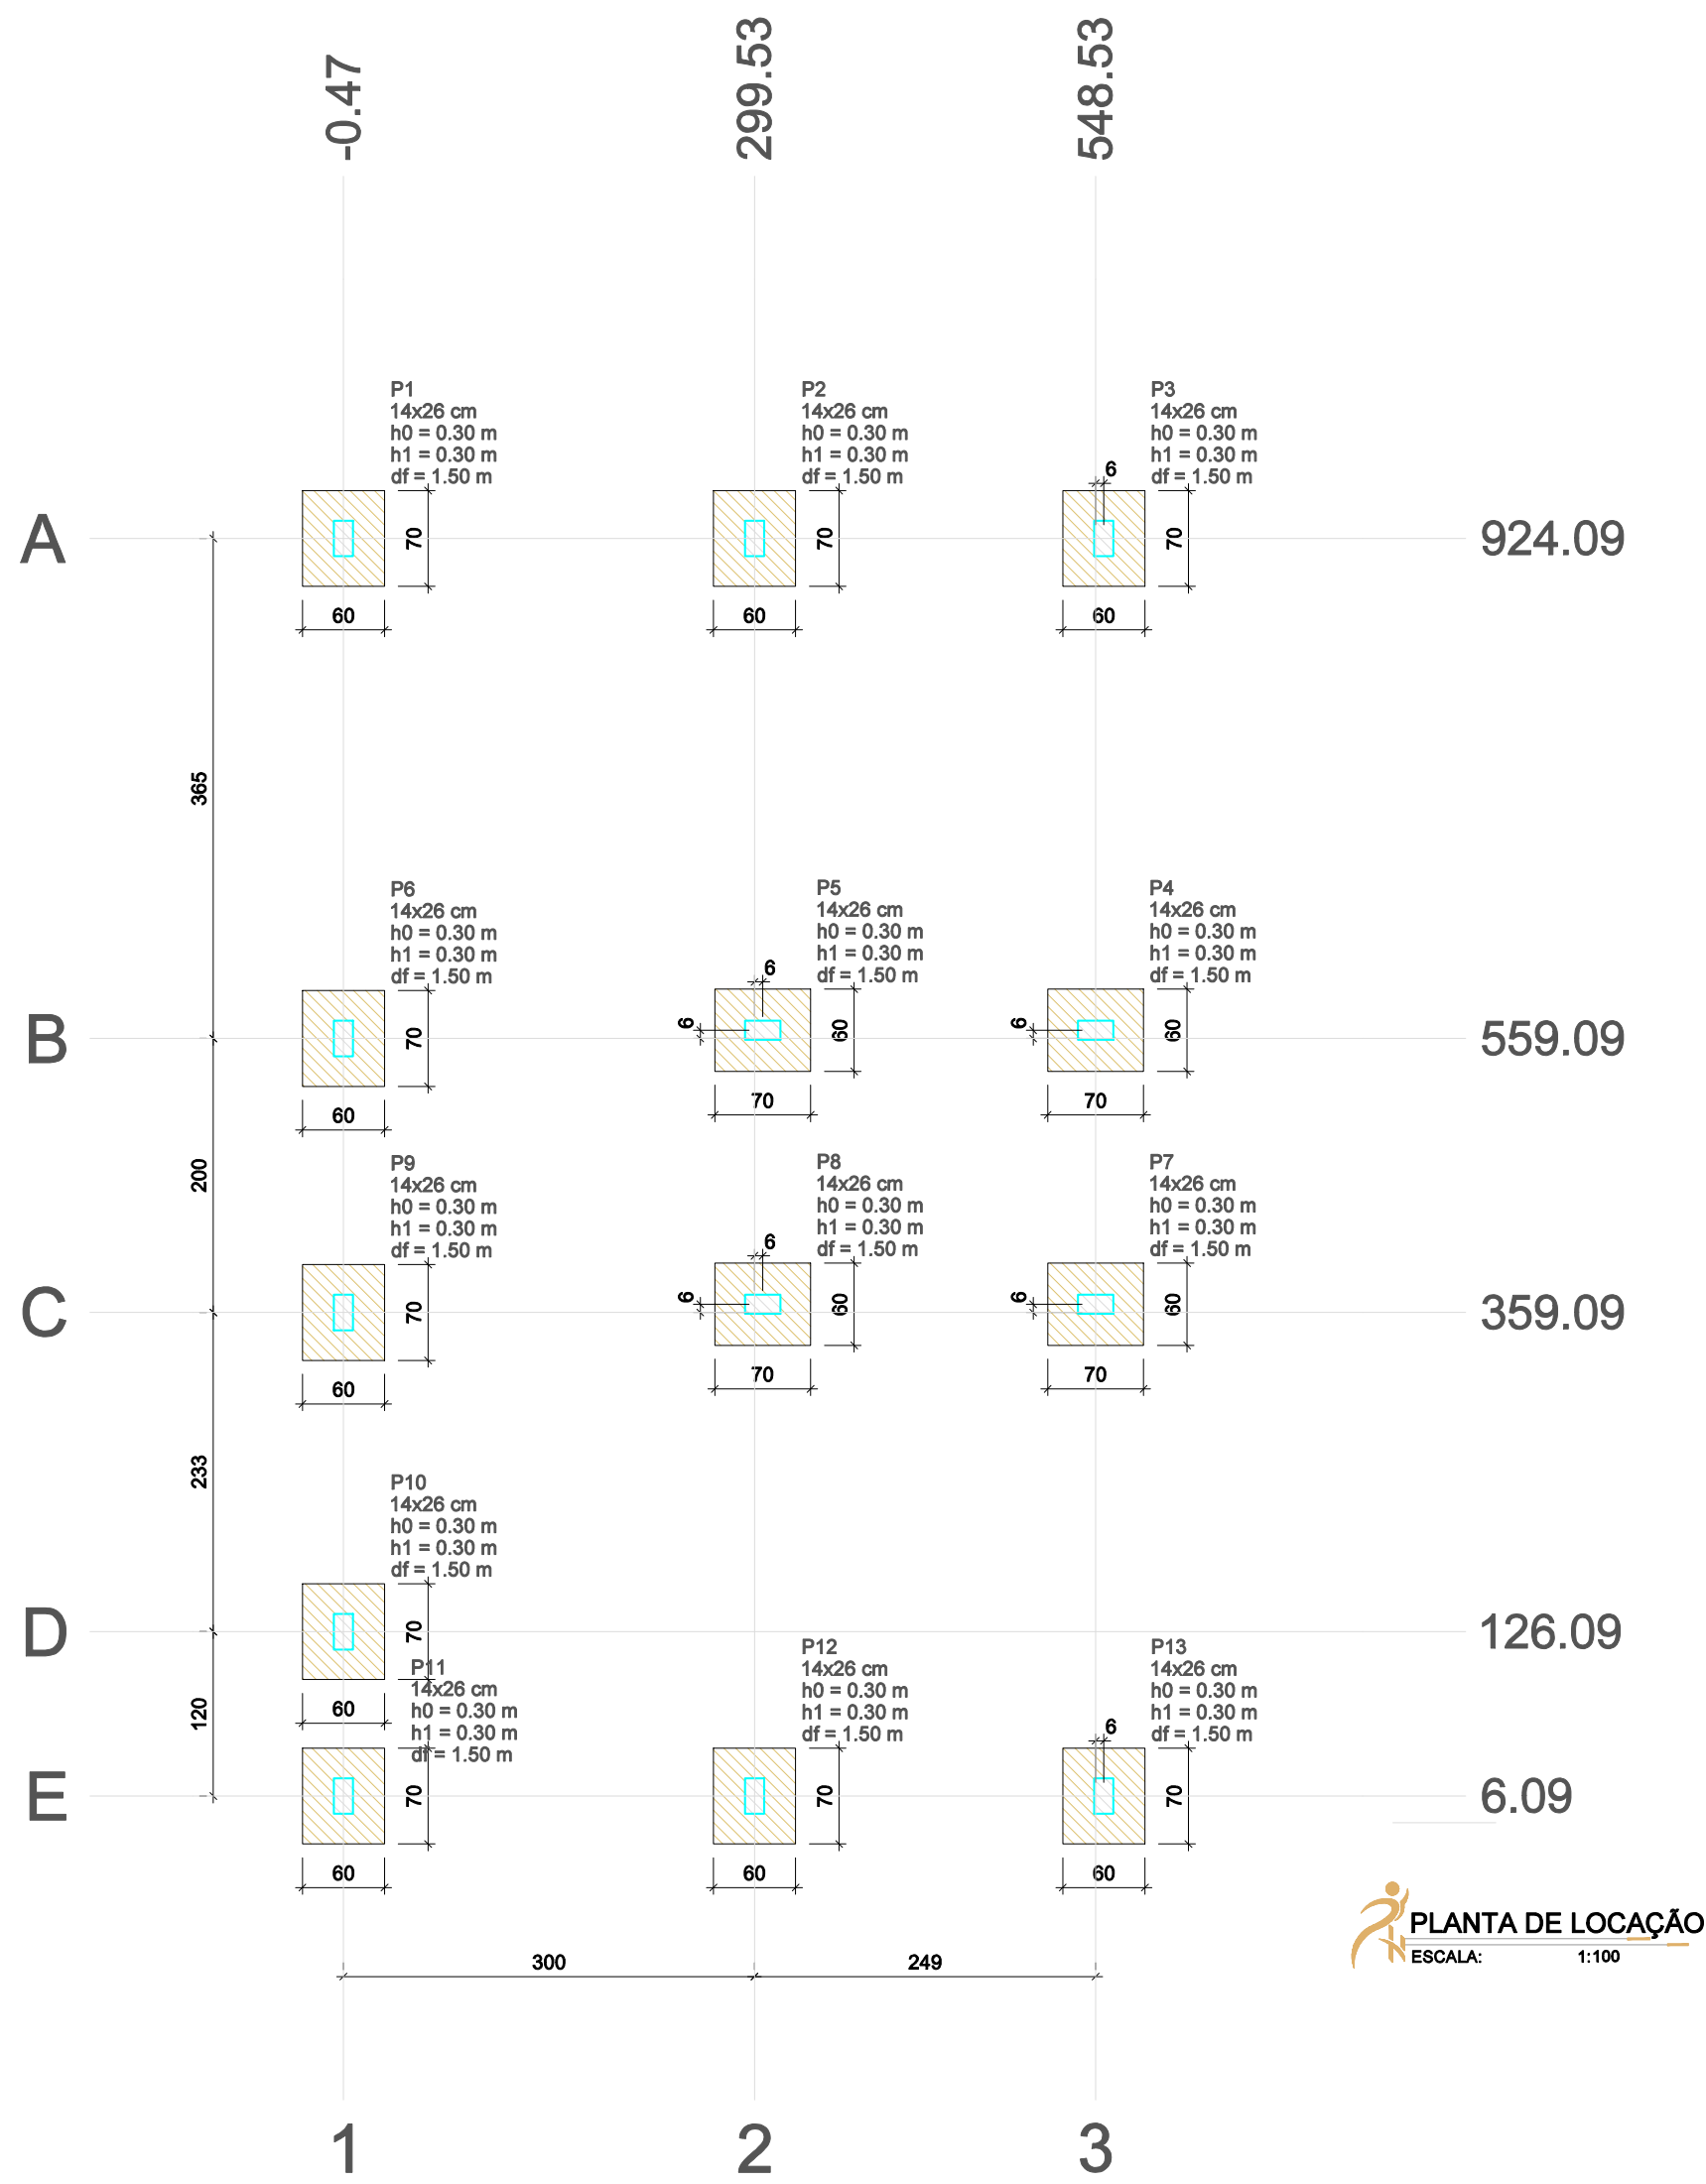 -0.47
299.53
548.53
P1
14x26 cm
h0 = 0.30 m
h1 = 0.30 m
df = 1.50 m
P2
14x26 cm
h0 = 0.30 m
h1 = 0.30 m
df = 1.50 m
P3
14x26 cm
h0 = 0.30 m
h1 = 0.30 m
df = 1.50 m
6
A
70
70
70
924.09
60
60
60
365
P6
14x26 cm
h0 = 0.30 m
h1 = 0.30 m
df = 1.50 m
P5
14x26 cm
h0 = 0.30 m
h1 = 0.30 m
df = 1.50 m
P4
14x26 cm
h0 = 0.30 m
h1 = 0.30 m
df = 1.50 m
6
B
70
6
60
6
60
559.09
60
70
70
200
P9
14x26 cm
h0 = 0.30 m
h1 = 0.30 m
df = 1.50 m
P8
14x26 cm
h0 = 0.30 m
h1 = 0.30 m
df = 1.50 m
P7
14x26 cm
h0 = 0.30 m
h1 = 0.30 m
df = 1.50 m
6
C
70
6
60
6
60
359.09
60
70
70
233
P10
14x26 cm
h0 = 0.30 m
h1 = 0.30 m
df = 1.50 m
D
70
126.09
60
120
P11
14x26 cm
h0 = 0.30 m
h1 = 0.30 m
df = 1.50 m
P12
14x26 cm
h0 = 0.30 m
h1 = 0.30 m
df = 1.50 m
P13
14x26 cm
h0 = 0.30 m
h1 = 0.30 m
df = 1.50 m
6
E
70
70
70
6.09
60
60
60
PLANTA DE LOCAÇÃO
ESCALA: 1:100
300
249
1
2
3